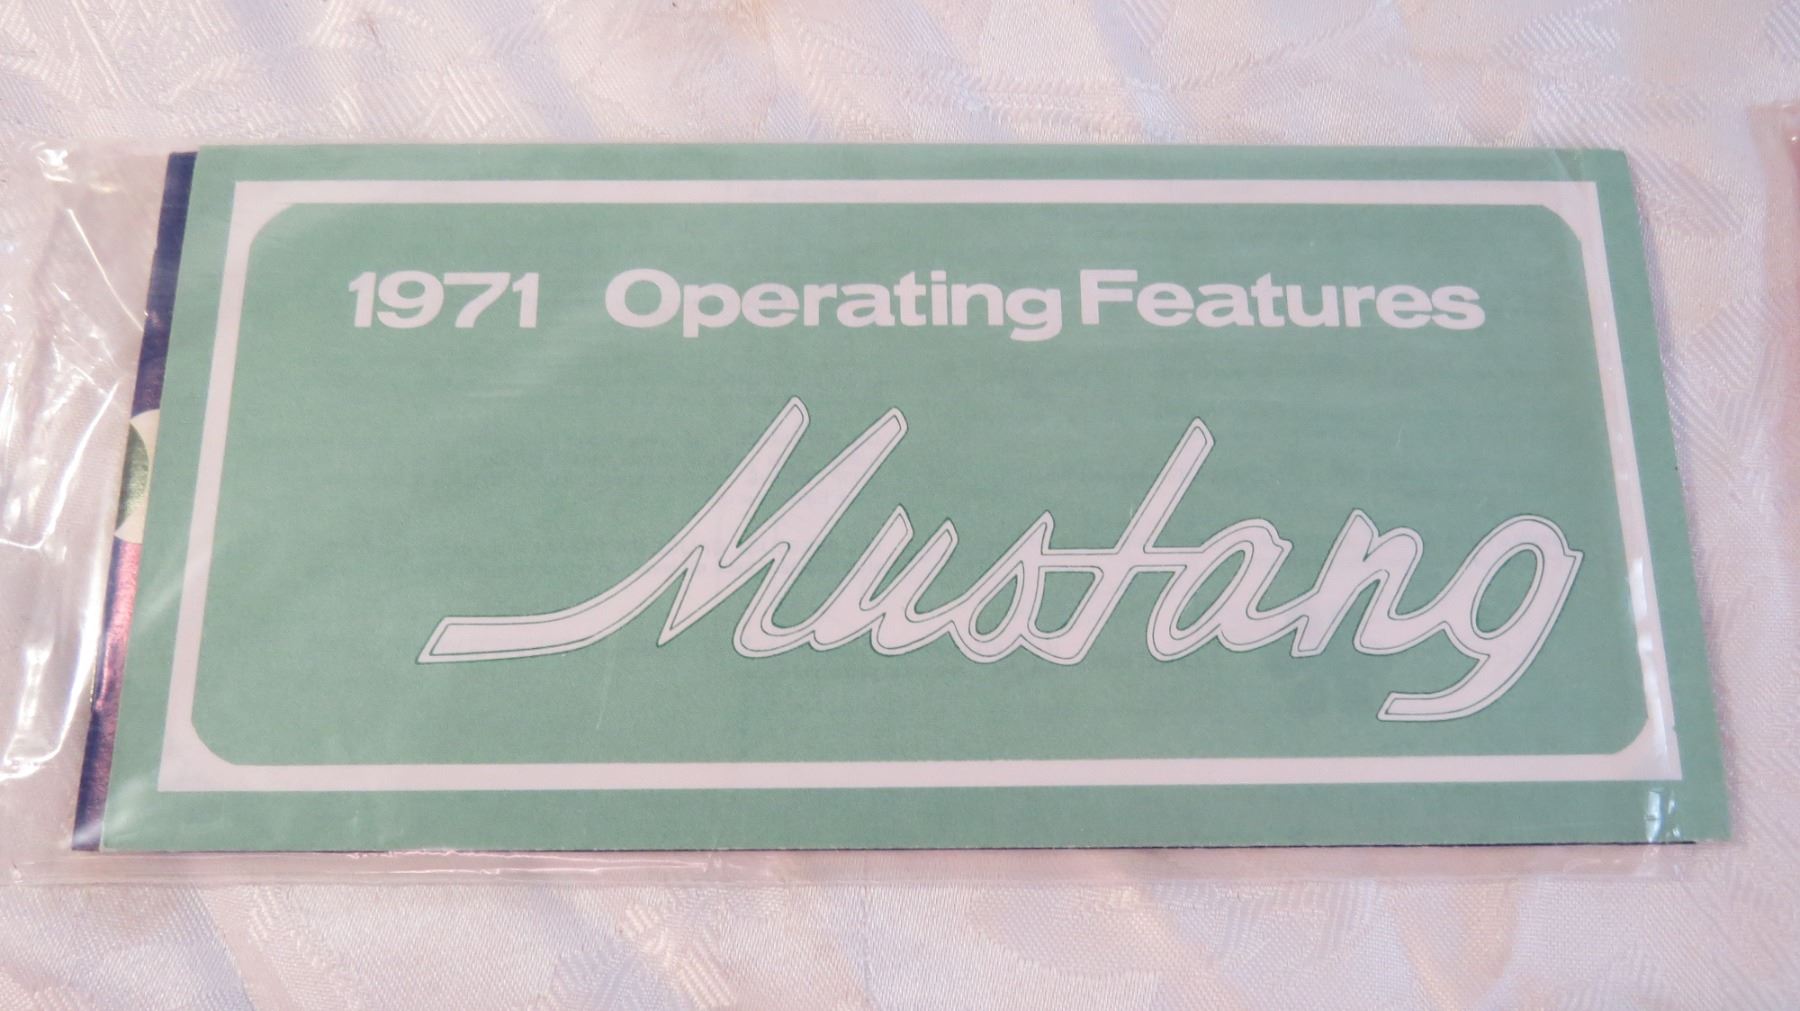 1971 Operating Features
Mustang